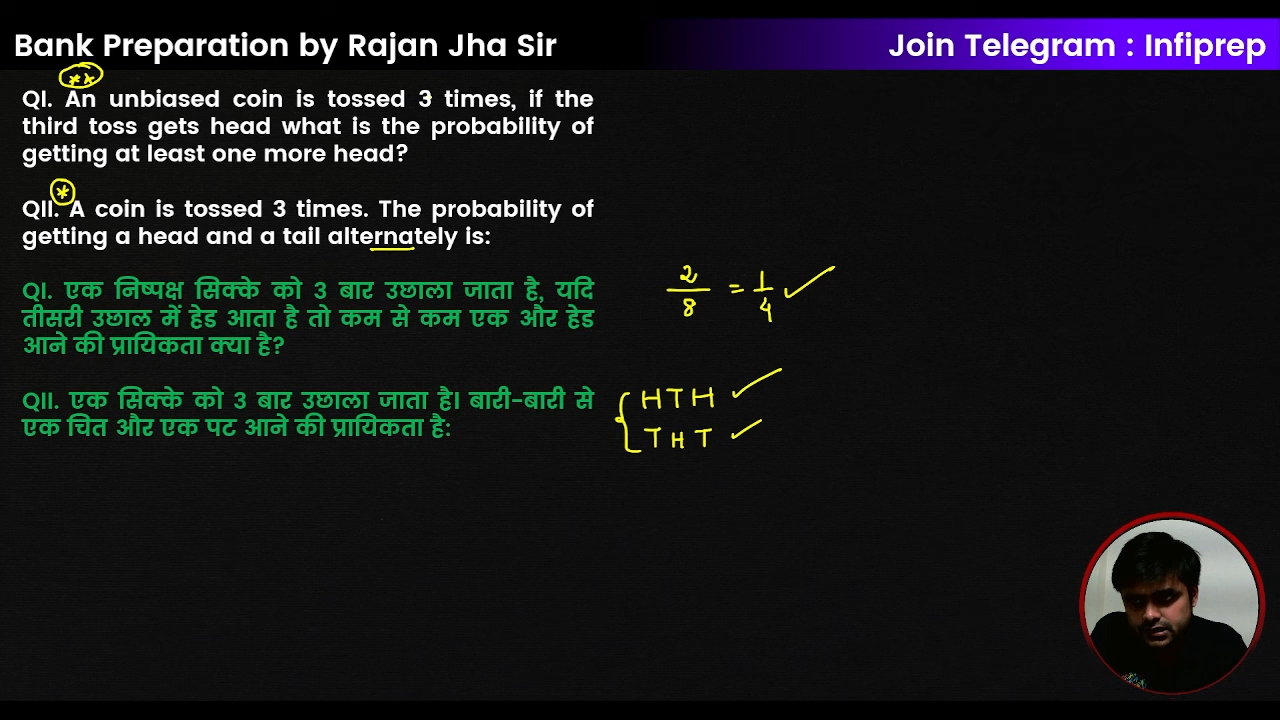 Bank Preparation by Rajan Jha Sir
Join Telegram : Infiprep
QI. An unbiased coin is tossed 3 times, if the
third toss gets head what is the probability of
getting at least one more head?
QII. A coin is tossed 3 times. The probability of
getting a head and a tail alternately is:
QI. एक निष्पक्ष सिक्के को 3 बार उछाला जाता है, यदि
तीसरी उछाल में हेड आता है तो कम से कम एक और हेड
आने की प्रायिकता क्या है?
QII. एक सिक्के को 3 बार उछाला जाता है। बारी-बारी से
एक चित और एक पट आने की प्रायिकता है:
2/8 = 1/4
H T H
T H T